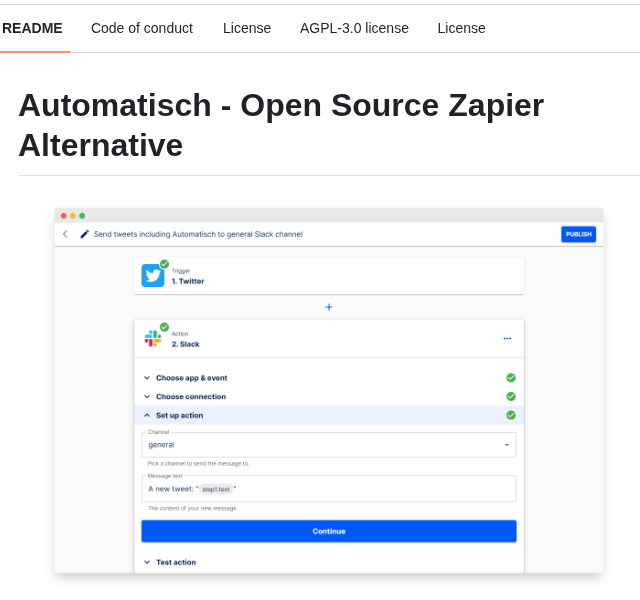 README Code of conduct License AGPL-3.0 license License
Automatisch - Open Source Zapier
Alternative
Send tweets including Automatisch to general Slack channel PUBLISH
Trigger
1. Twitter
+
Action
2. Slack
Choose app & event
Choose connection
Set up action
Channel
general
Pick a channel to send the message to.
Message text
A new tweet: "step1.text"
The content of your new message.
Continue
Test action